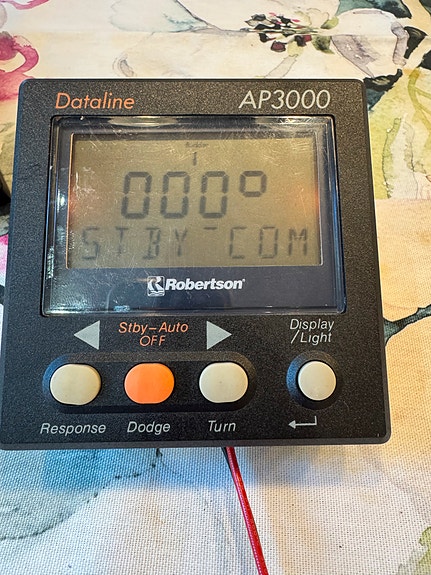 Dataline AP3000
Rudder
000°
STBY-COM
Robertson
Stby-Auto
OFF
Display
/Light
Response Dodge Turn